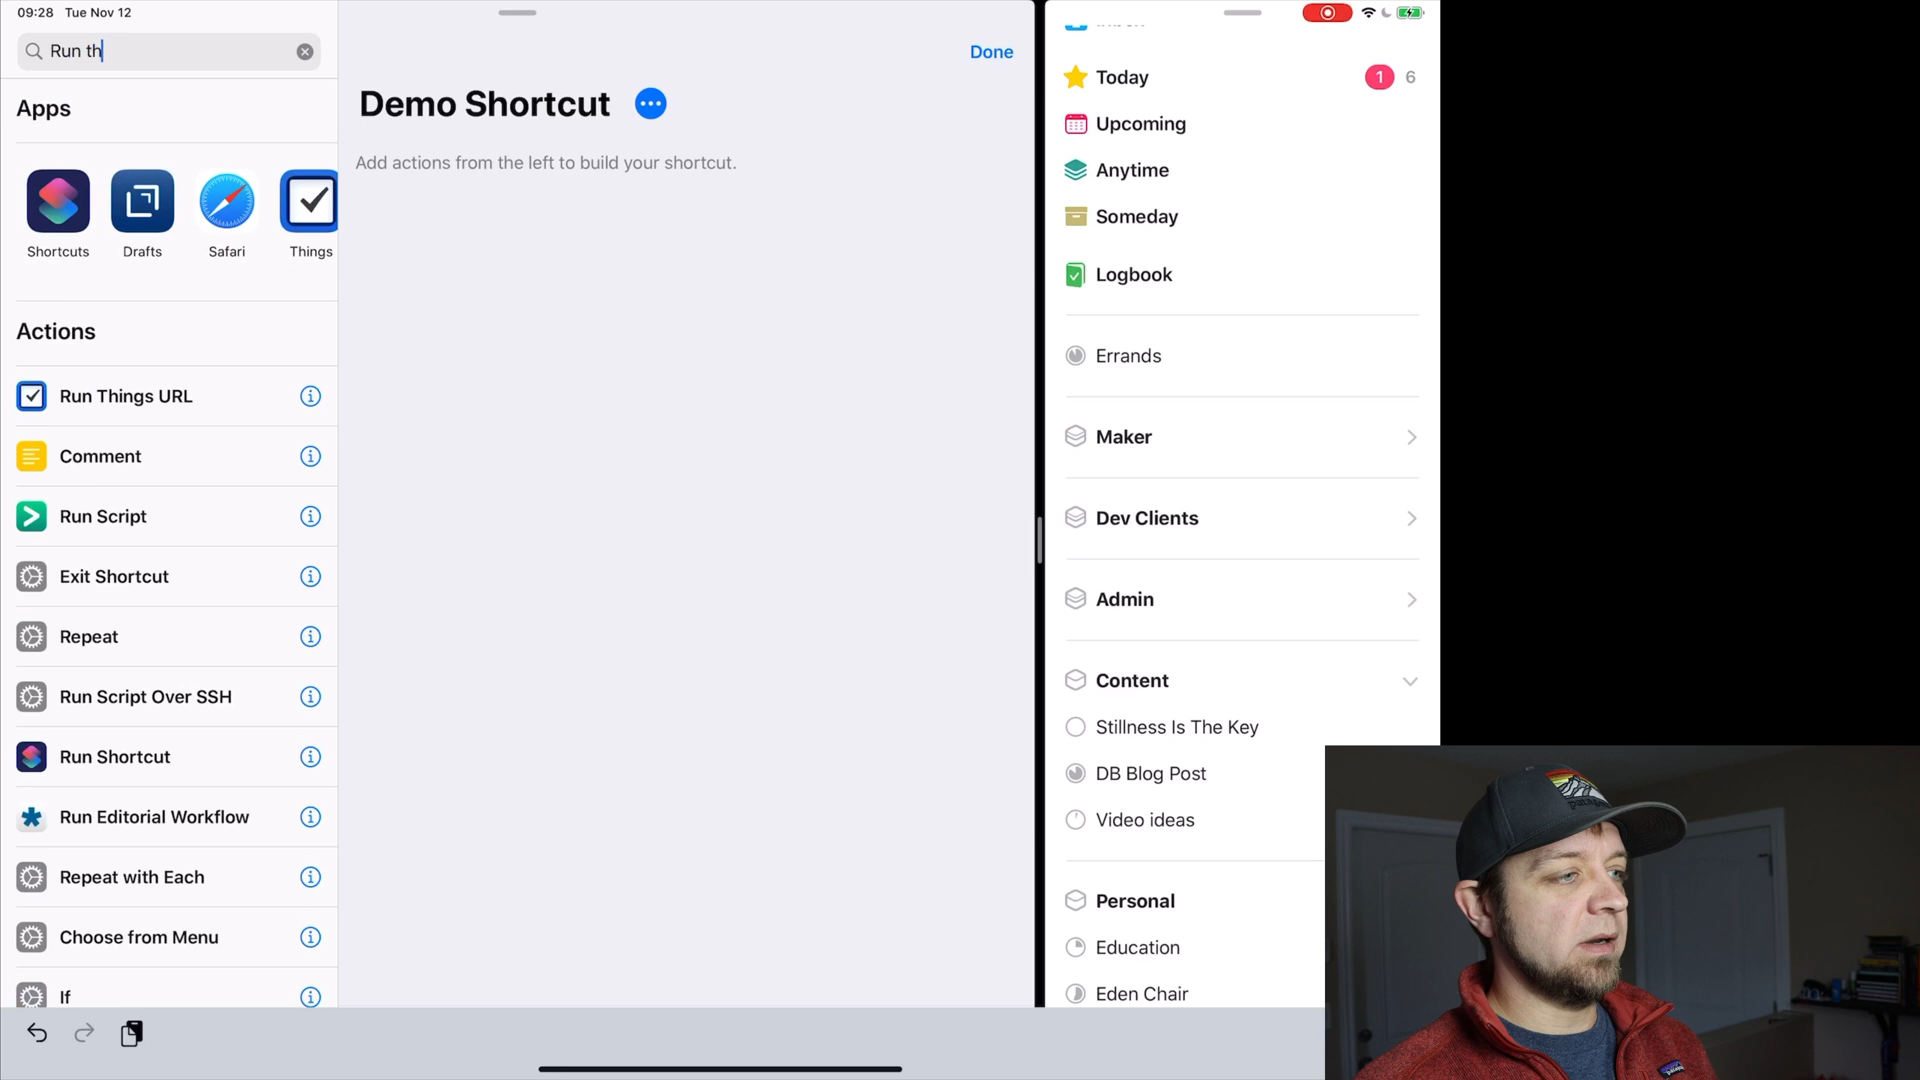 09:28 Tue Nov 12
Run th
Apps
Shortcuts
Drafts
Safari
Things
Actions
Run Things URL
Comment
Run Script
Exit Shortcut
Repeat
Run Script Over SSH
Run Shortcut
Run Editorial Workflow
Repeat with Each
Choose from Menu
If
Done
Demo Shortcut
Add actions from the left to build your shortcut.
Today 1 6
Upcoming
Anytime
Someday
Logbook
Errands
Maker
Dev Clients
Admin
Content
Stillness Is The Key
DB Blog Post
Video ideas
Personal
Education
Eden Chair